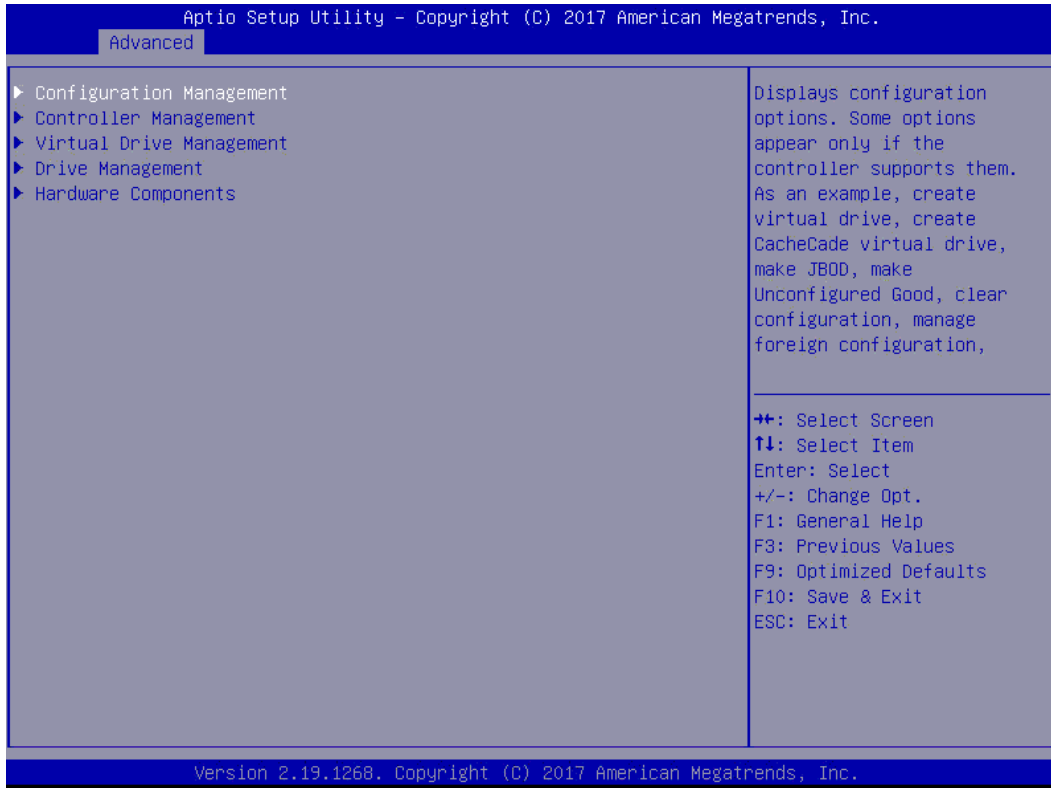 Aptio Setup Utility – Copyright (C) 2017 American Megatrends, Inc.
Advanced
Configuration Management
Controller Management
Virtual Drive Management
Drive Management
Hardware Components
Displays configuration
options. Some options
appear only if the
controller supports them.
As an example, create
virtual drive, create
CacheCade virtual drive,
make JBOD, make
Unconfigured Good, clear
configuration, manage
foreign configuration,
→←: Select Screen
↑↓: Select Item
Enter: Select
+/-: Change Opt.
F1: General Help
F3: Previous Values
F9: Optimized Defaults
F10: Save & Exit
ESC: Exit
Version 2.19.1268. Copyright (C) 2017 American Megatrends, Inc.